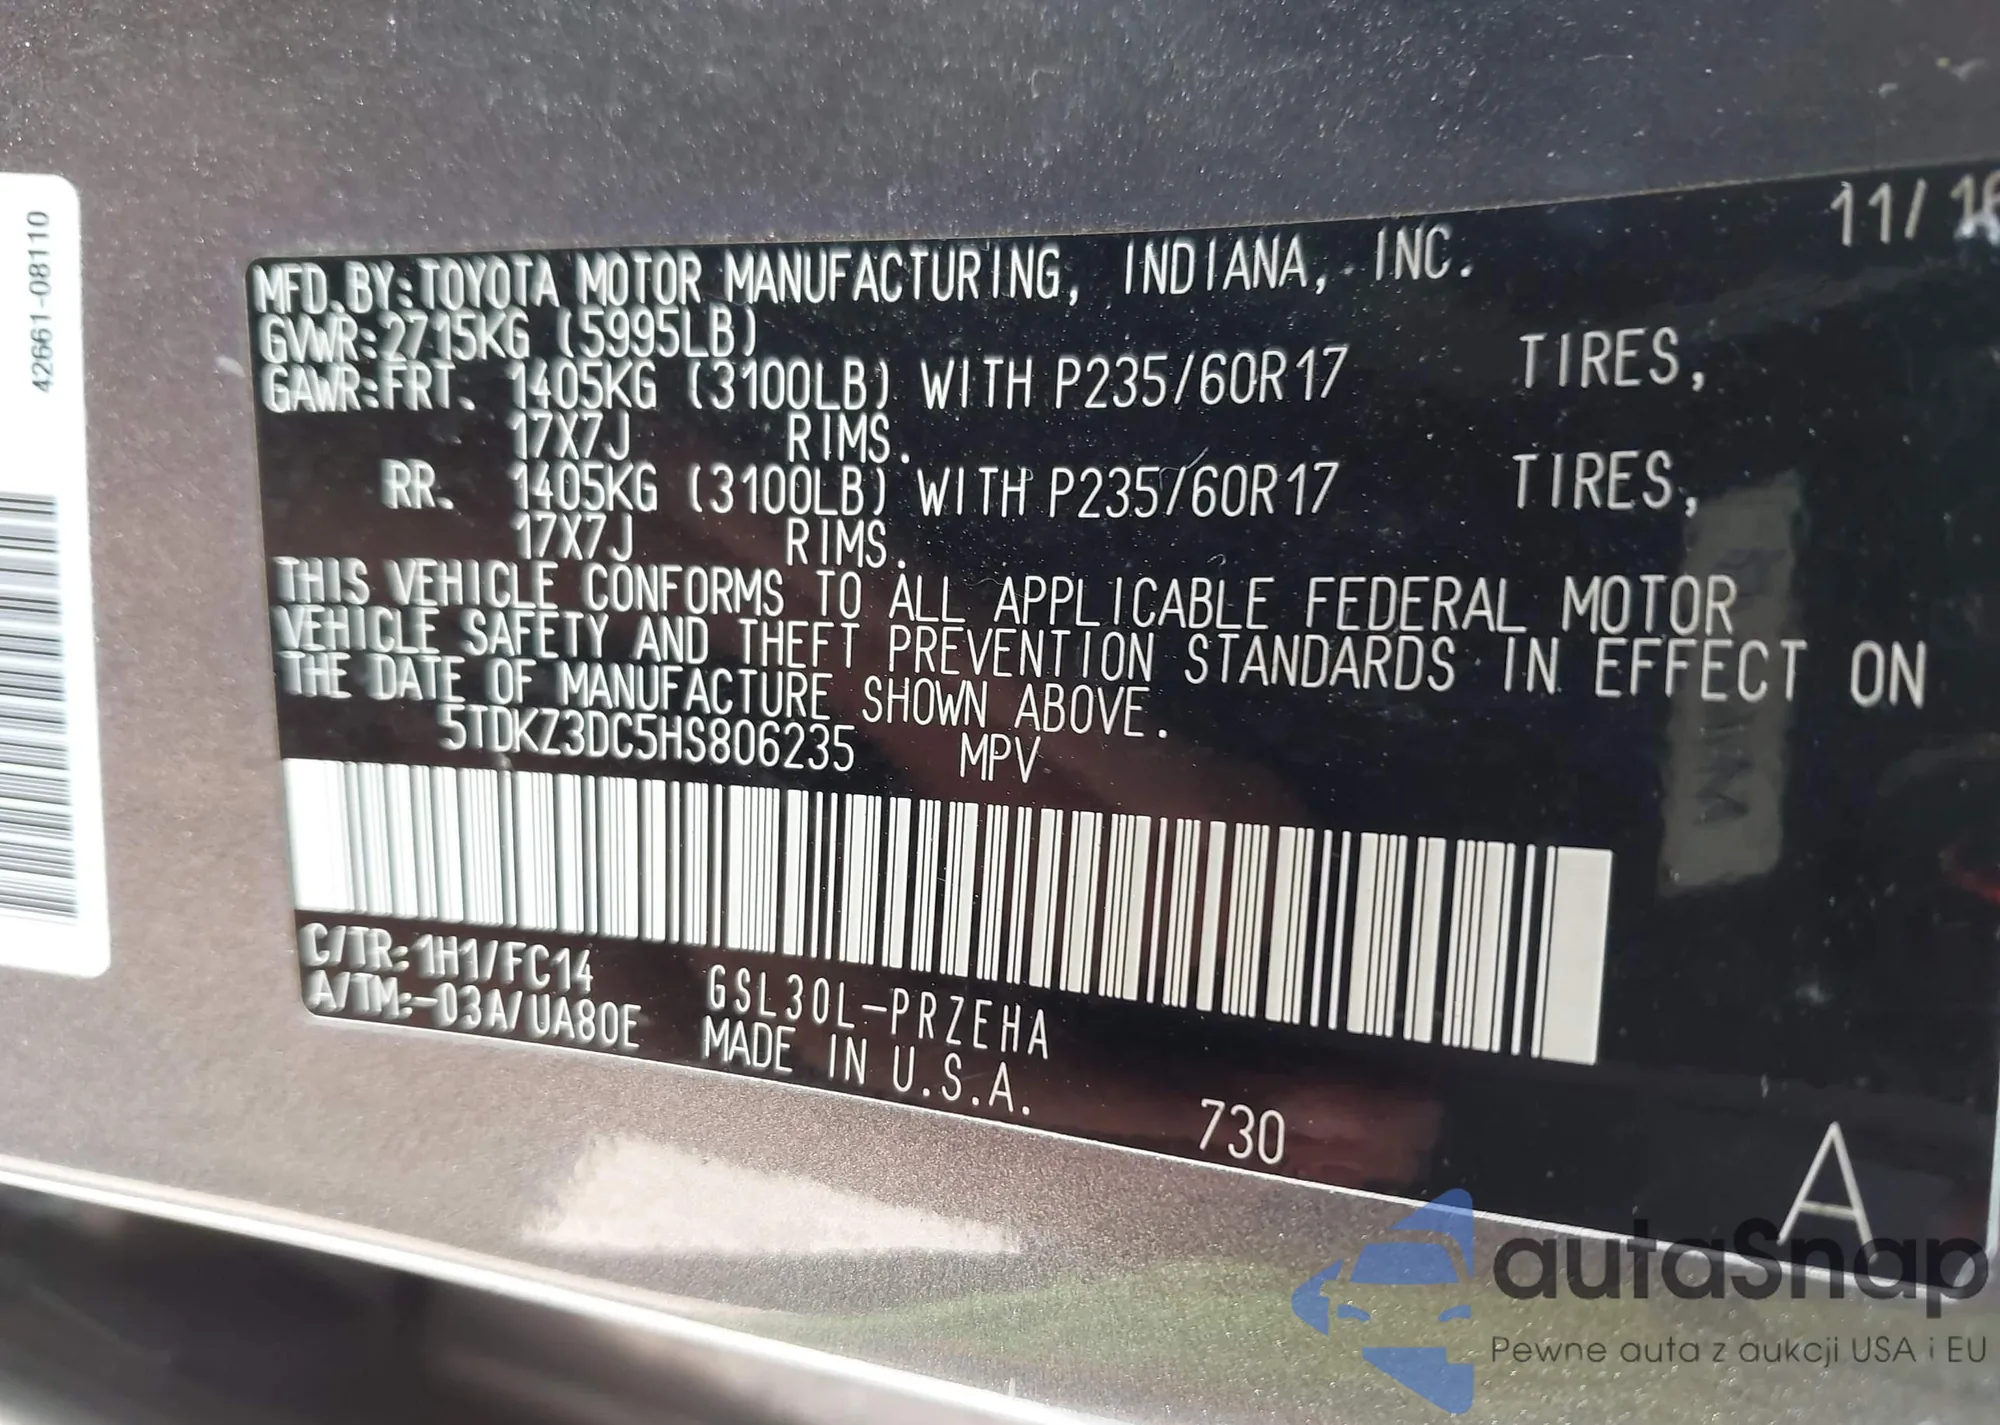 42661-08110
11/16
MFD.BY:TOYOTA MOTOR MANUFACTURING, INDIANA, INC.
GVWR:2715KG (5995LB)
GAWR:FRT. 1405KG (3100LB) WITH P235/60R17 TIRES,
17X7J RIMS.
RR. 1405KG (3100LB) WITH P235/60R17 TIRES,
17X7J RIMS.
THIS VEHICLE CONFORMS TO ALL APPLICABLE FEDERAL MOTOR
VEHICLE SAFETY AND THEFT PREVENTION STANDARDS IN EFFECT ON
THE DATE OF MANUFACTURE SHOWN ABOVE.
5TDKZ3DC5HS806235 MPV
C/TR:1H1/FC14
A/TM:-03A/UA80E
GSL30L-PRZEHA
MADE IN U.S.A.
730
A
autaSnap
Pewne auta z aukcji USA i EU